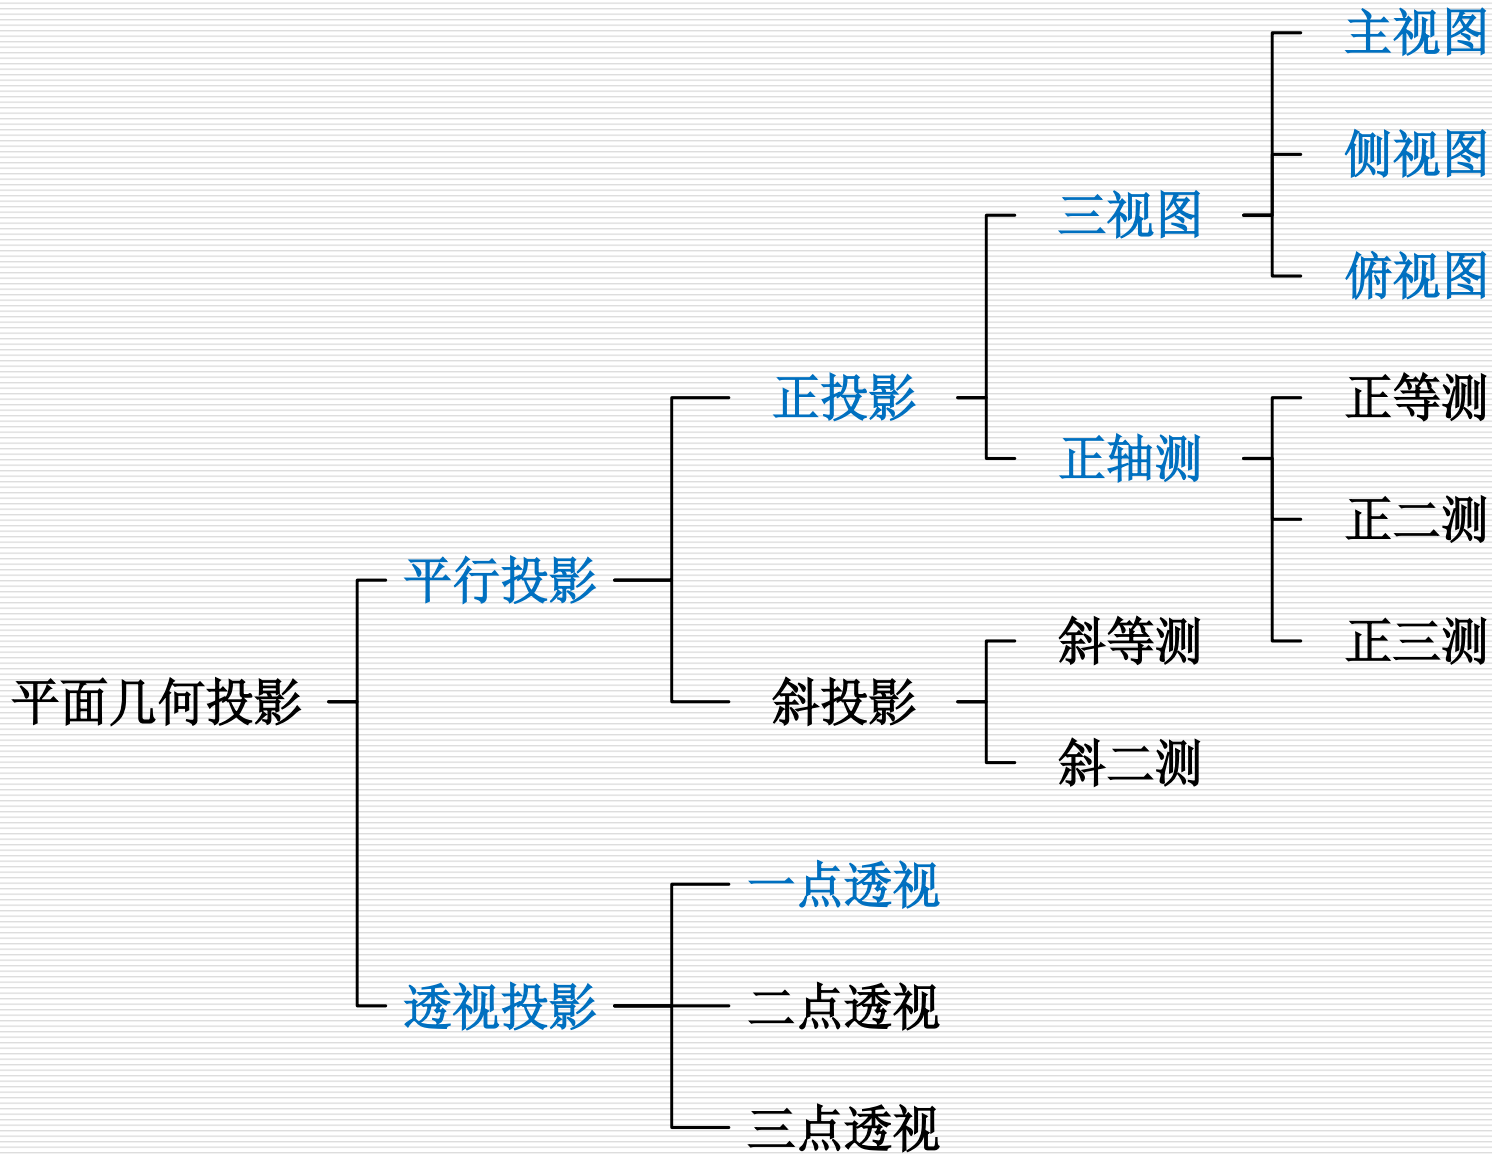 主视图
侧视图
三视图
俯视图
正投影
正等测
正轴测
正二测
平行投影
斜等测
正三测
平面几何投影
斜投影
斜二测
一点透视
透视投影
二点透视
三点透视